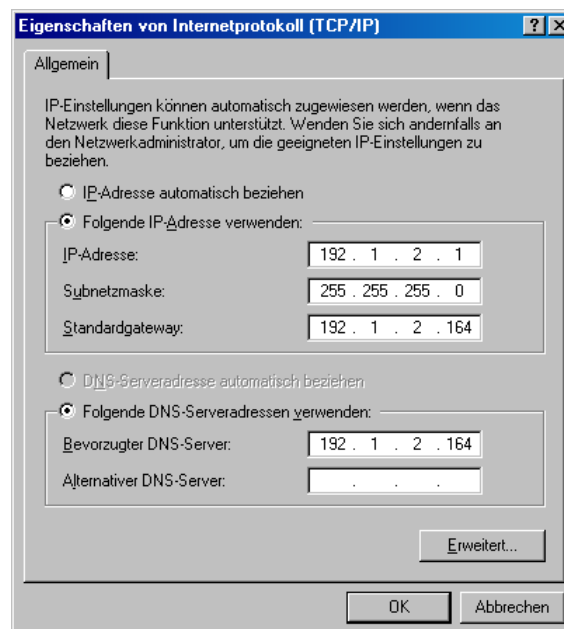 Eigenschaften von Internetprotokoll (TCP/IP)
Allgemein
IP-Einstellungen können automatisch zugewiesen werden, wenn das
Netzwerk diese Funktion unterstützt. Wenden Sie sich andernfalls an
den Netzwerkadministrator, um die geeigneten IP-Einstellungen zu
beziehen.
IP-Adresse automatisch beziehen
Folgende IP-Adresse verwenden:
IP-Adresse: 192 . 1 . 2 . 1
Subnetzmaske: 255 . 255 . 255 . 0
Standardgateway: 192 . 1 . 2 . 164
DNS-Serveradresse automatisch beziehen
Folgende DNS-Serveradressen verwenden:
Bevorzugter DNS-Server: 192 . 1 . 2 . 164
Alternativer DNS-Server: . . .
Erweitert...
OK Abbrechen